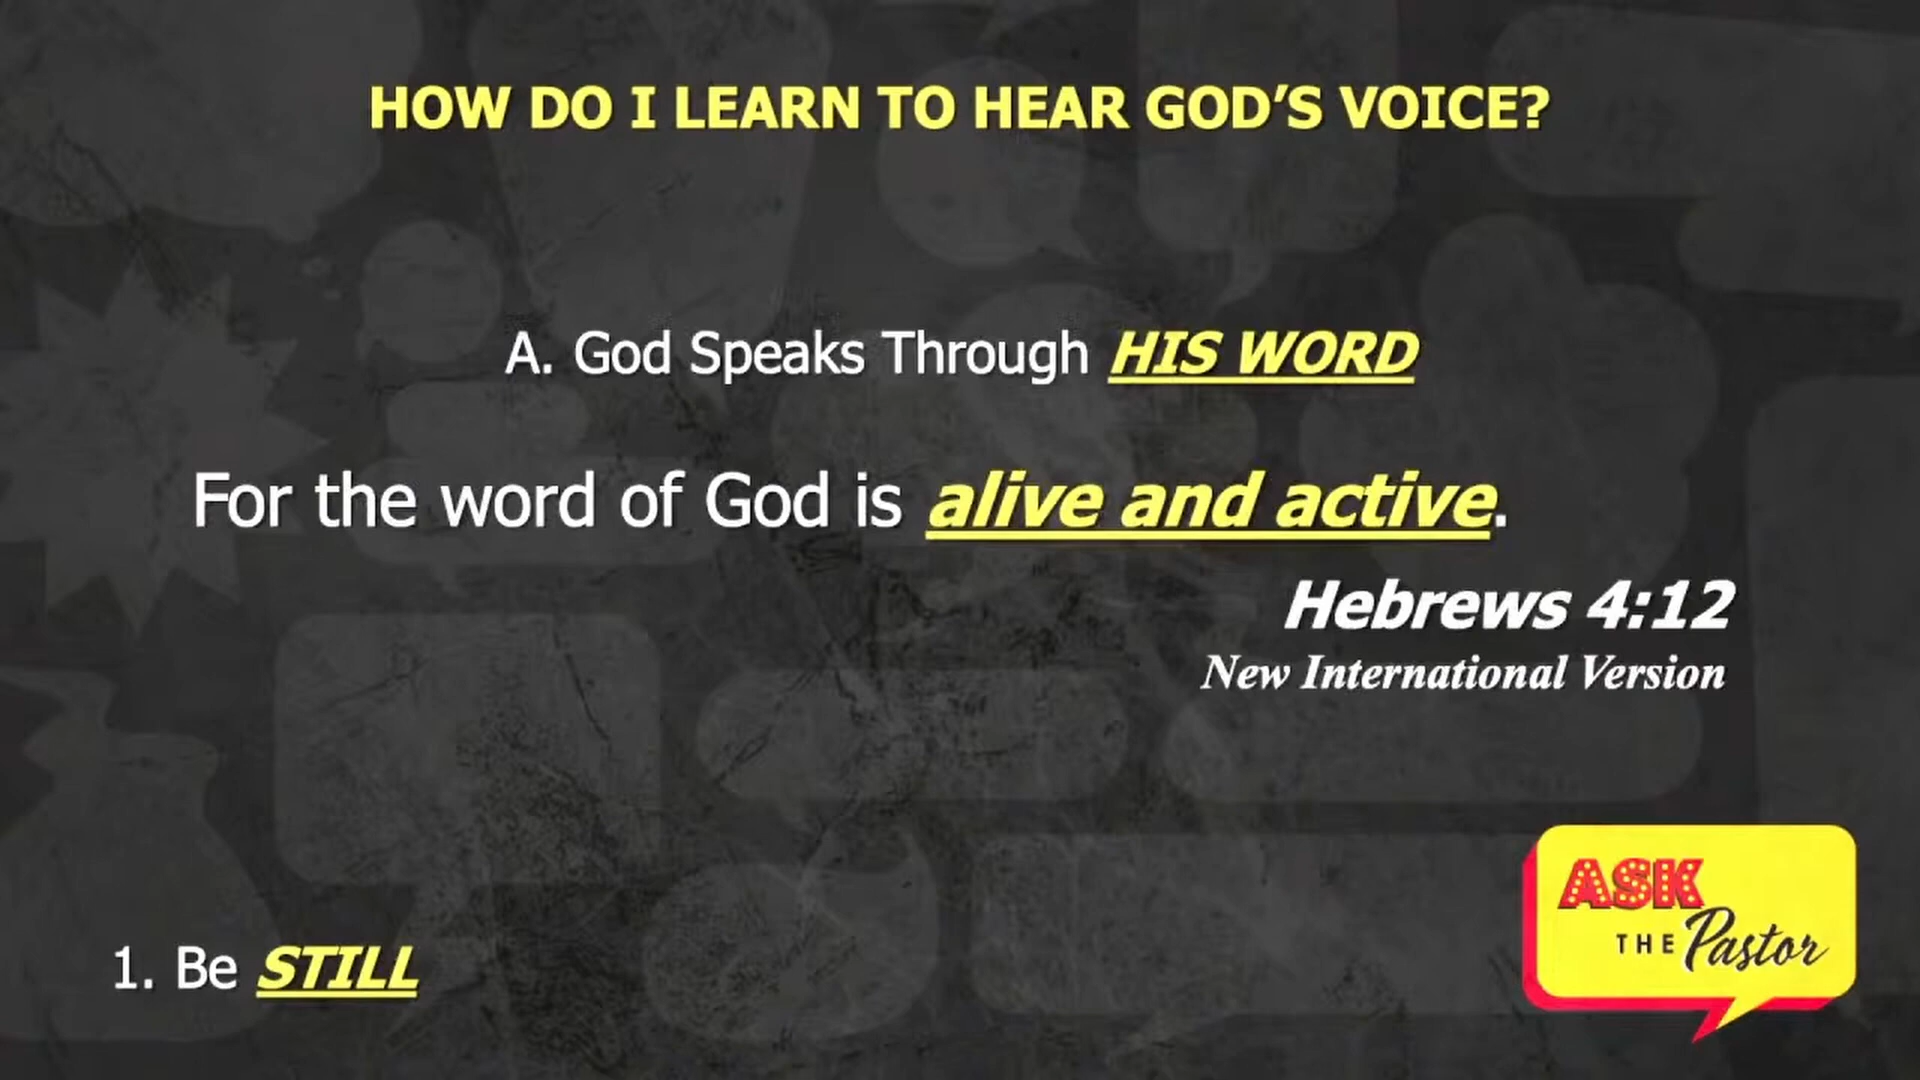 HOW DO I LEARN TO HEAR GOD'S VOICE?
A. God Speaks Through HIS WORD
For the word of God is alive and active.
Hebrews 4:12
New International Version
1. Be STILL
ASK
THE Pastor